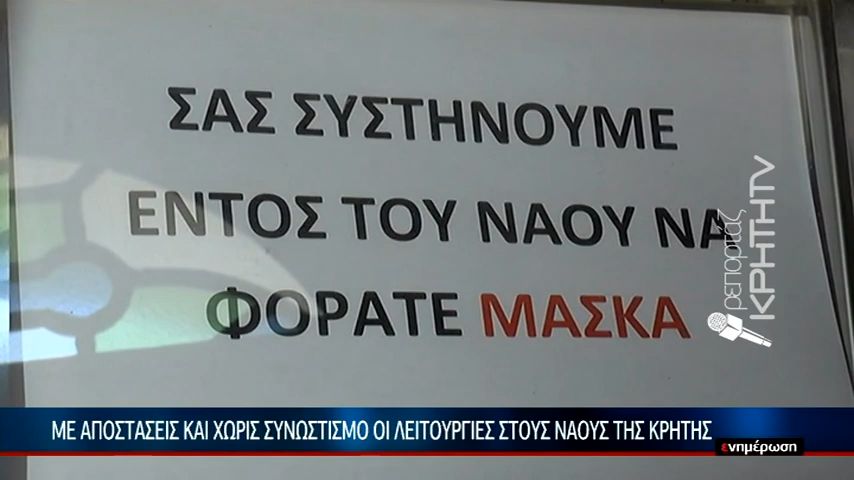 ΣΑΣ ΣΥΣΤΗΝΟΥΜΕ
ΕΝΤΟΣ ΤΟΥ ΝΑΟΥ ΝΑ
ΦΟΡΑΤΕ ΜΑΣΚΑ
ρεπορτάζ
ΚΡΗΤΗTV
ΜΕ ΑΠΟΣΤΑΣΕΙΣ ΚΑΙ ΧΩΡΙΣ ΣΥΝΩΣΤΙΣΜΟ ΟΙ ΛΕΙΤΟΥΡΓΙΕΣ ΣΤΟΥΣ ΝΑΟΥΣ ΤΗΣ ΚΡΗΤΗΣ
ενημέρωση